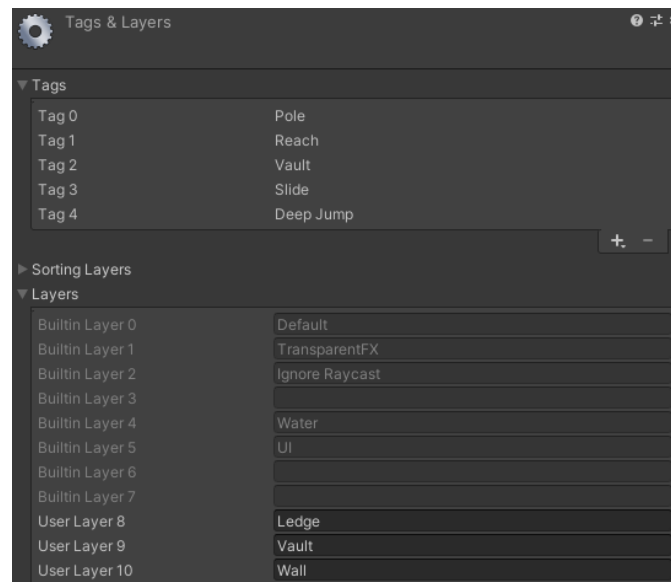 Tags & Layers
Tags
Tag 0 Pole
Tag 1 Reach
Tag 2 Vault
Tag 3 Slide
Tag 4 Deep Jump
Sorting Layers
Layers
Builtin Layer 0 Default
Builtin Layer 1 TransparentFX
Builtin Layer 2 Ignore Raycast
Builtin Layer 3
Builtin Layer 4 Water
Builtin Layer 5 UI
Builtin Layer 6
Builtin Layer 7
User Layer 8 Ledge
User Layer 9 Vault
User Layer 10 Wall